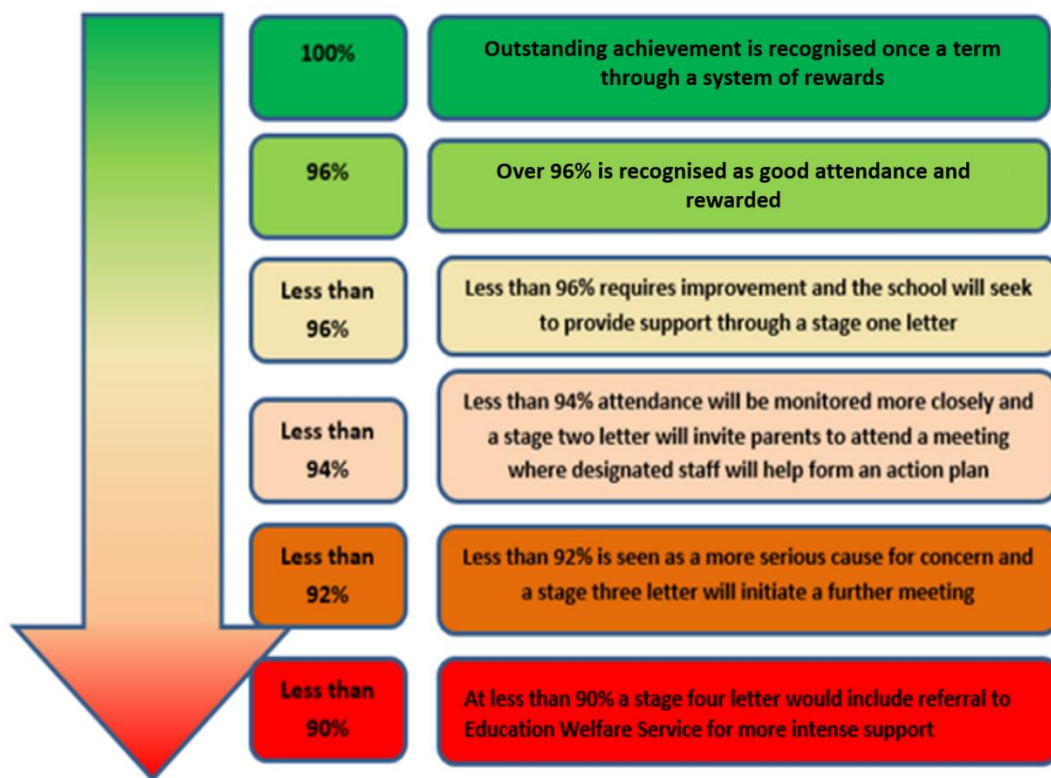 100%
Outstanding achievement is recognised once a term
through a system of rewards
96%
Over 96% is recognised as good attendance and
rewarded
Less than
96%
Less than 96% requires improvement and the school will seek
to provide support through a stage one letter
Less than
94%
Less than 94% attendance will be monitored more closely and
a stage two letter will invite parents to attend a meeting
where designated staff will help form an action plan
Less than
92%
Less than 92% is seen as a more serious cause for concern and
a stage three letter will initiate a further meeting
Less than
90%
At less than 90% a stage four letter would include referral to
Education Welfare Service for more intense support